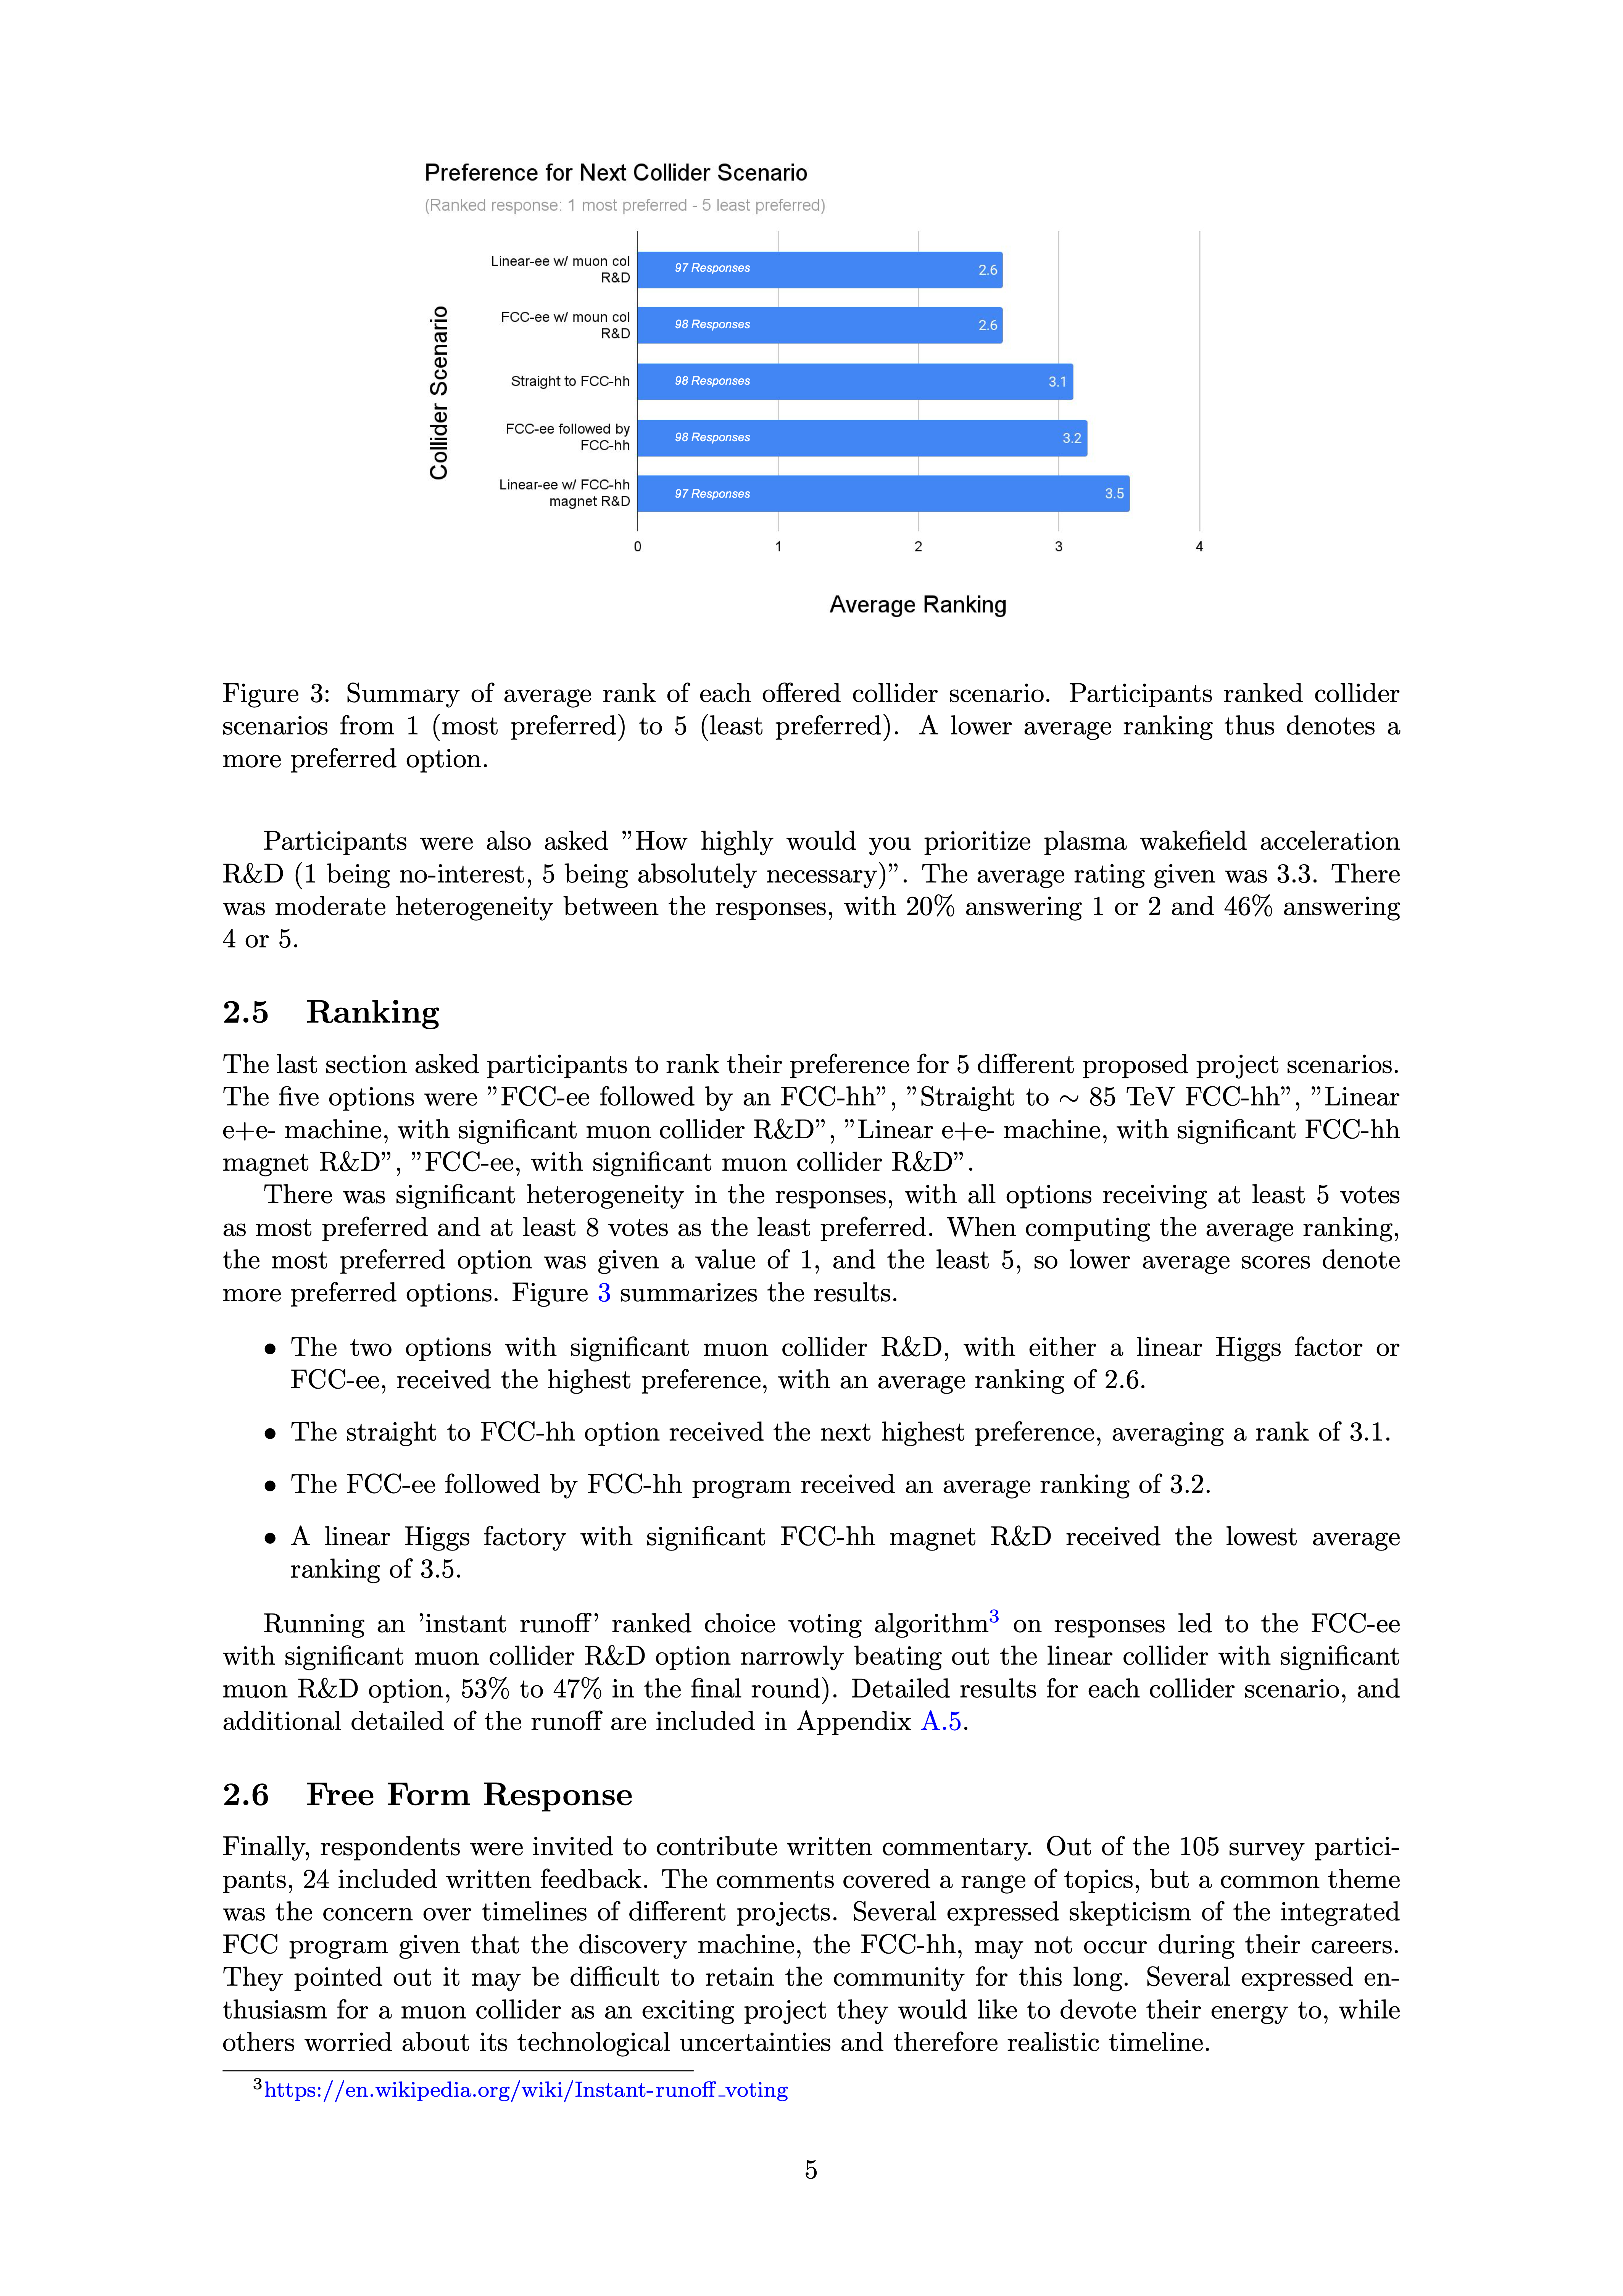 Preference for Next Collider Scenario
(Ranked response: 1 most preferred - 5 least preferred)
Collider Scenario
Linear-ee w/ muon col
R&D
97 Responses
2.6
FCC-ee w/ moun col
R&D
98 Responses
2.6
Straight to FCC-hh
98 Responses
3.1
FCC-ee followed by
FCC-hh
98 Responses
3.2
Linear-ee w/ FCC-hh
magnet R&D
97 Responses
3.5
0
1
2
3
4
Average Ranking
Figure 3: Summary of average rank of each offered collider scenario. Participants ranked collider
scenarios from 1 (most preferred) to 5 (least preferred). A lower average ranking thus denotes a
more preferred option.
Participants were also asked ”How highly would you prioritize plasma wakefield acceleration
R&D (1 being no-interest, 5 being absolutely necessary)”. The average rating given was 3.3. There
was moderate heterogeneity between the responses, with 20% answering 1 or 2 and 46% answering
4 or 5.
2.5 Ranking
The last section asked participants to rank their preference for 5 different proposed project scenarios.
The five options were ”FCC-ee followed by an FCC-hh”, ”Straight to ∼ 85 TeV FCC-hh”, ”Linear
e+e- machine, with significant muon collider R&D”, ”Linear e+e- machine, with significant FCC-hh
magnet R&D”, ”FCC-ee, with significant muon collider R&D”.
There was significant heterogeneity in the responses, with all options receiving at least 5 votes
as most preferred and at least 8 votes as the least preferred. When computing the average ranking,
the most preferred option was given a value of 1, and the least 5, so lower average scores denote
more preferred options. Figure 3 summarizes the results.
• The two options with significant muon collider R&D, with either a linear Higgs factor or
FCC-ee, received the highest preference, with an average ranking of 2.6.
• The straight to FCC-hh option received the next highest preference, averaging a rank of 3.1.
• The FCC-ee followed by FCC-hh program received an average ranking of 3.2.
• A linear Higgs factory with significant FCC-hh magnet R&D received the lowest average
ranking of 3.5.
Running an ’instant runoff’ ranked choice voting algorithm3 on responses led to the FCC-ee
with significant muon collider R&D option narrowly beating out the linear collider with significant
muon R&D option, 53% to 47% in the final round). Detailed results for each collider scenario, and
additional detailed of the runoff are included in Appendix A.5.
2.6 Free Form Response
Finally, respondents were invited to contribute written commentary. Out of the 105 survey partici-
pants, 24 included written feedback. The comments covered a range of topics, but a common theme
was the concern over timelines of different projects. Several expressed skepticism of the integrated
FCC program given that the discovery machine, the FCC-hh, may not occur during their careers.
They pointed out it may be difficult to retain the community for this long. Several expressed en-
thusiasm for a muon collider as an exciting project they would like to devote their energy to, while
others worried about its technological uncertainties and therefore realistic timeline.
3https://en.wikipedia.org/wiki/Instant-runoff_voting
5